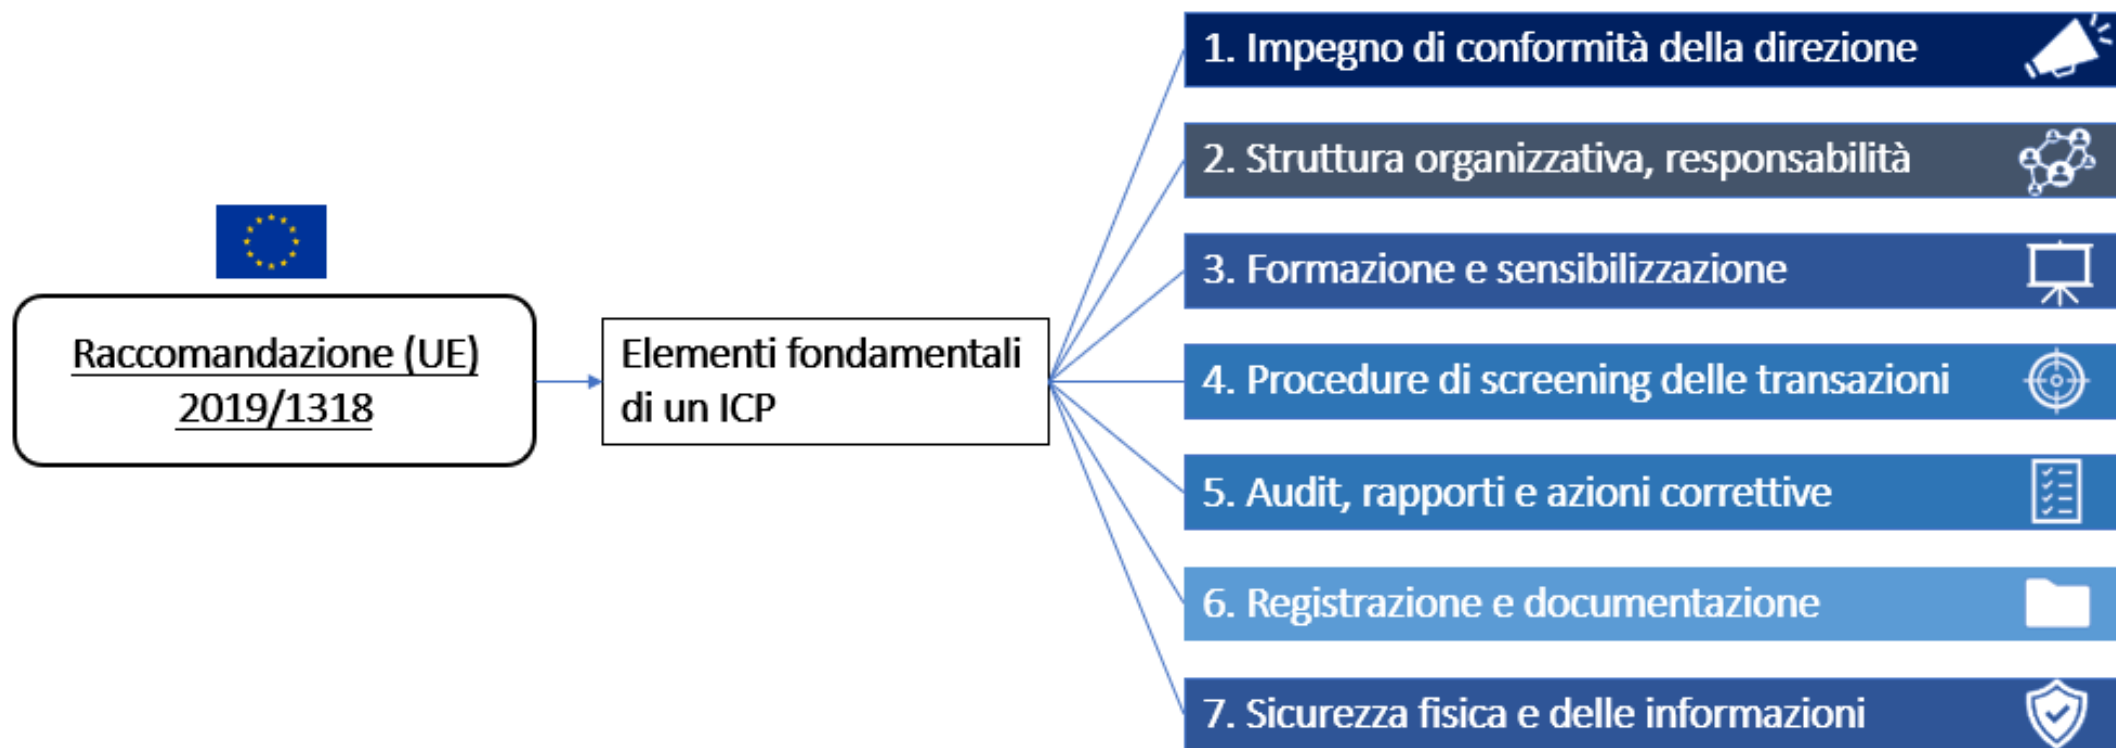 Raccomandazione (UE)
2019/1318
Elementi fondamentali
di un ICP
1. Impegno di conformità della direzione
2. Struttura organizzativa, responsabilità
3. Formazione e sensibilizzazione
4. Procedure di screening delle transazioni
5. Audit, rapporti e azioni correttive
6. Registrazione e documentazione
7. Sicurezza fisica e delle informazioni